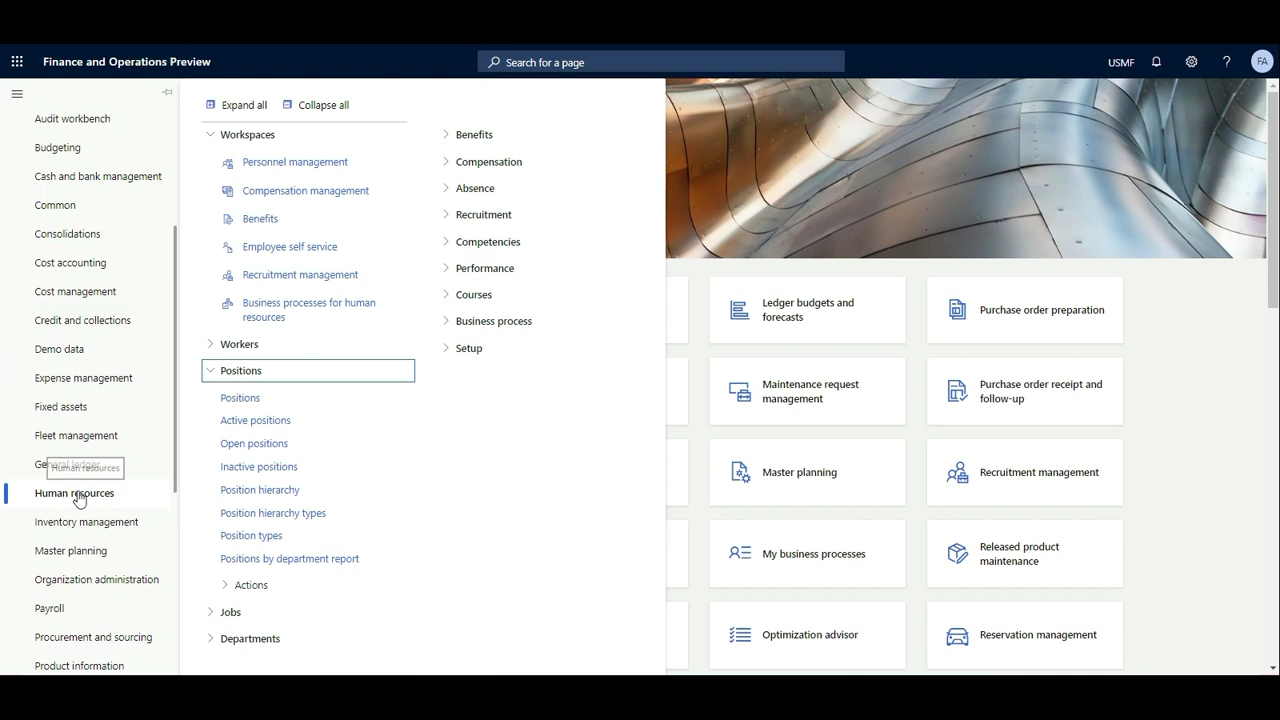 Finance and Operations Preview
Search for a page
USMF
?
FA
Audit workbench
Budgeting
Cash and bank management
Common
Consolidations
Cost accounting
Cost management
Credit and collections
Demo data
Expense management
Fixed assets
Fleet management
General ledger
Human resources
Human resources
Inventory management
Master planning
Organization administration
Payroll
Procurement and sourcing
Product information
Expand all
Collapse all
Workspaces
Personnel management
Compensation management
Benefits
Employee self service
Recruitment management
Business processes for human
resources
Workers
Positions
Positions
Active positions
Open positions
Inactive positions
Position hierarchy
Position hierarchy types
Position types
Positions by department report
Actions
Jobs
Departments
Benefits
Compensation
Absence
Recruitment
Competencies
Performance
Courses
Business process
Setup
Ledger budgets and
forecasts
Purchase order preparation
Maintenance request
management
Purchase order receipt and
follow-up
Master planning
Recruitment management
My business processes
Released product
maintenance
Optimization advisor
Reservation management